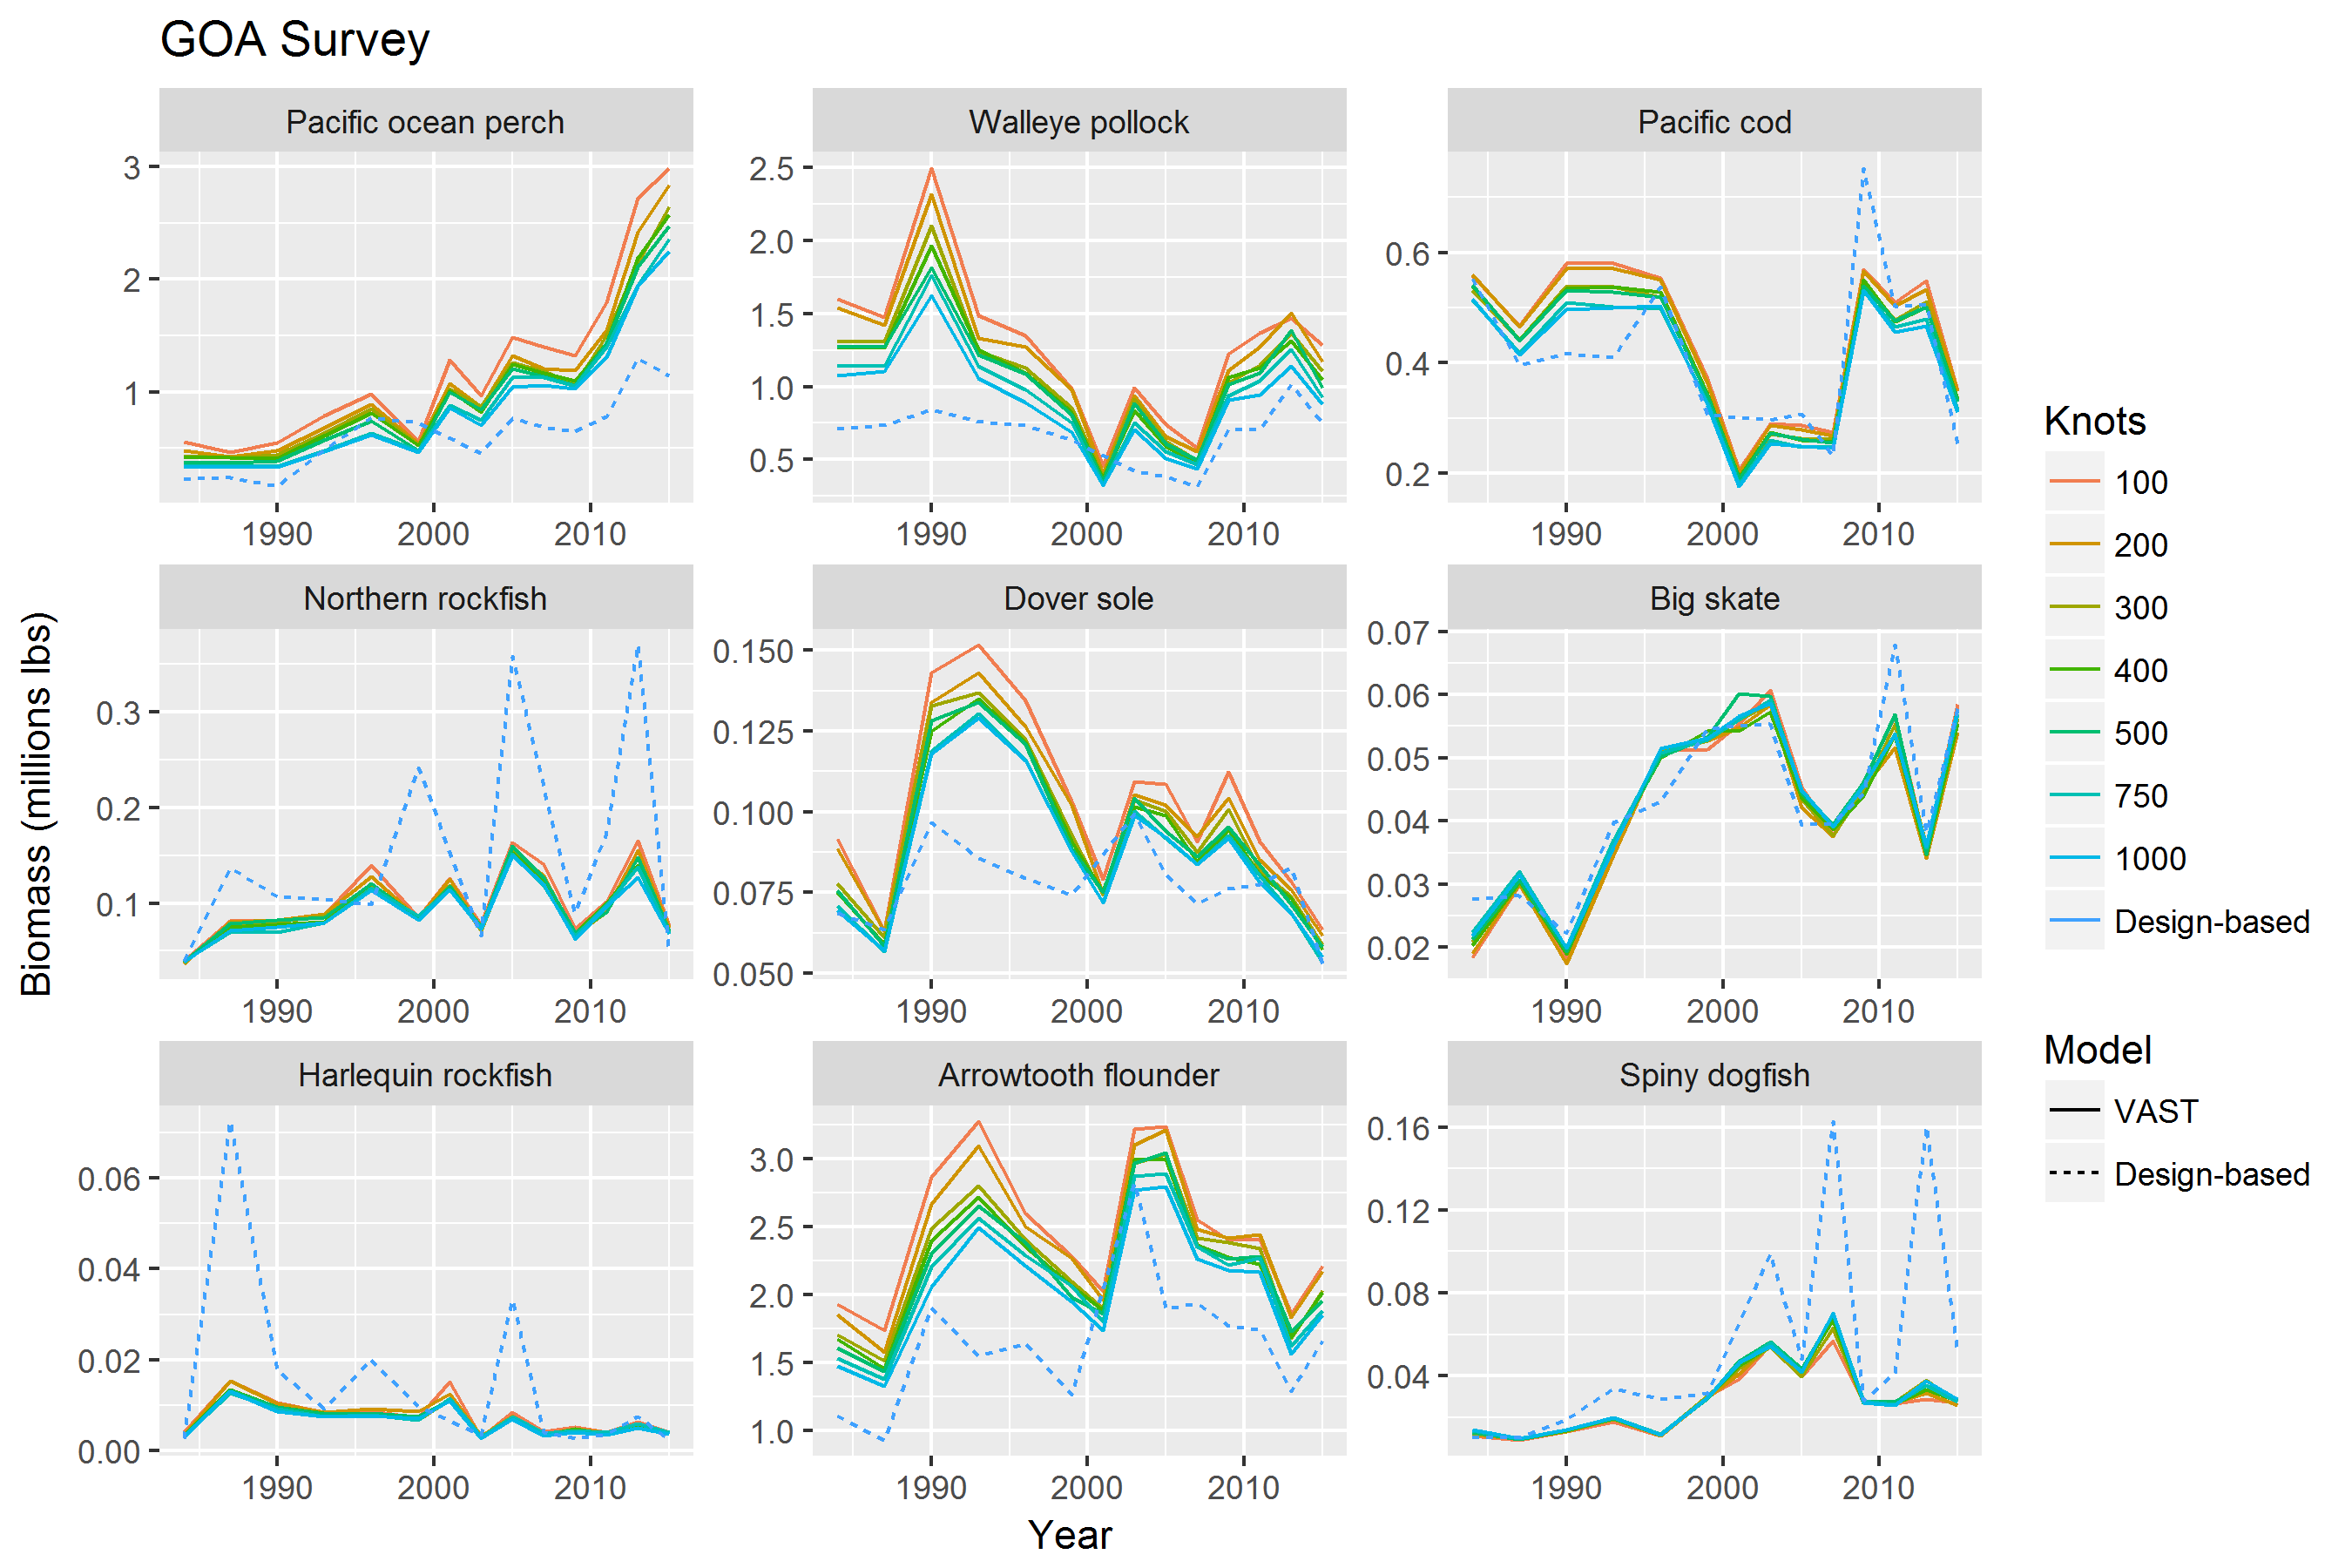 GOA Survey
Pacific ocean perch
Walleye pollock
Pacific cod
3
2
1
2.5
2.0
1.5
1.0
0.5
0.6
0.4
0.2
1990 2000 2010
1990 2000 2010
1990 2000 2010
Northern rockfish
Dover sole
Big skate
0.3
0.2
0.1
0.150
0.125
0.100
0.075
0.050
0.07
0.06
0.05
0.04
0.03
0.02
1990 2000 2010
1990 2000 2010
1990 2000 2010
Harlequin rockfish
Arrowtooth flounder
Spiny dogfish
0.06
0.04
0.02
0.00
3.0
2.5
2.0
1.5
1.0
0.16
0.12
0.08
0.04
1990 2000 2010
1990 2000 2010
1990 2000 2010
Biomass (millions lbs)
Year
Knots
100
200
300
400
500
750
1000
Design-based
Model
VAST
Design-based